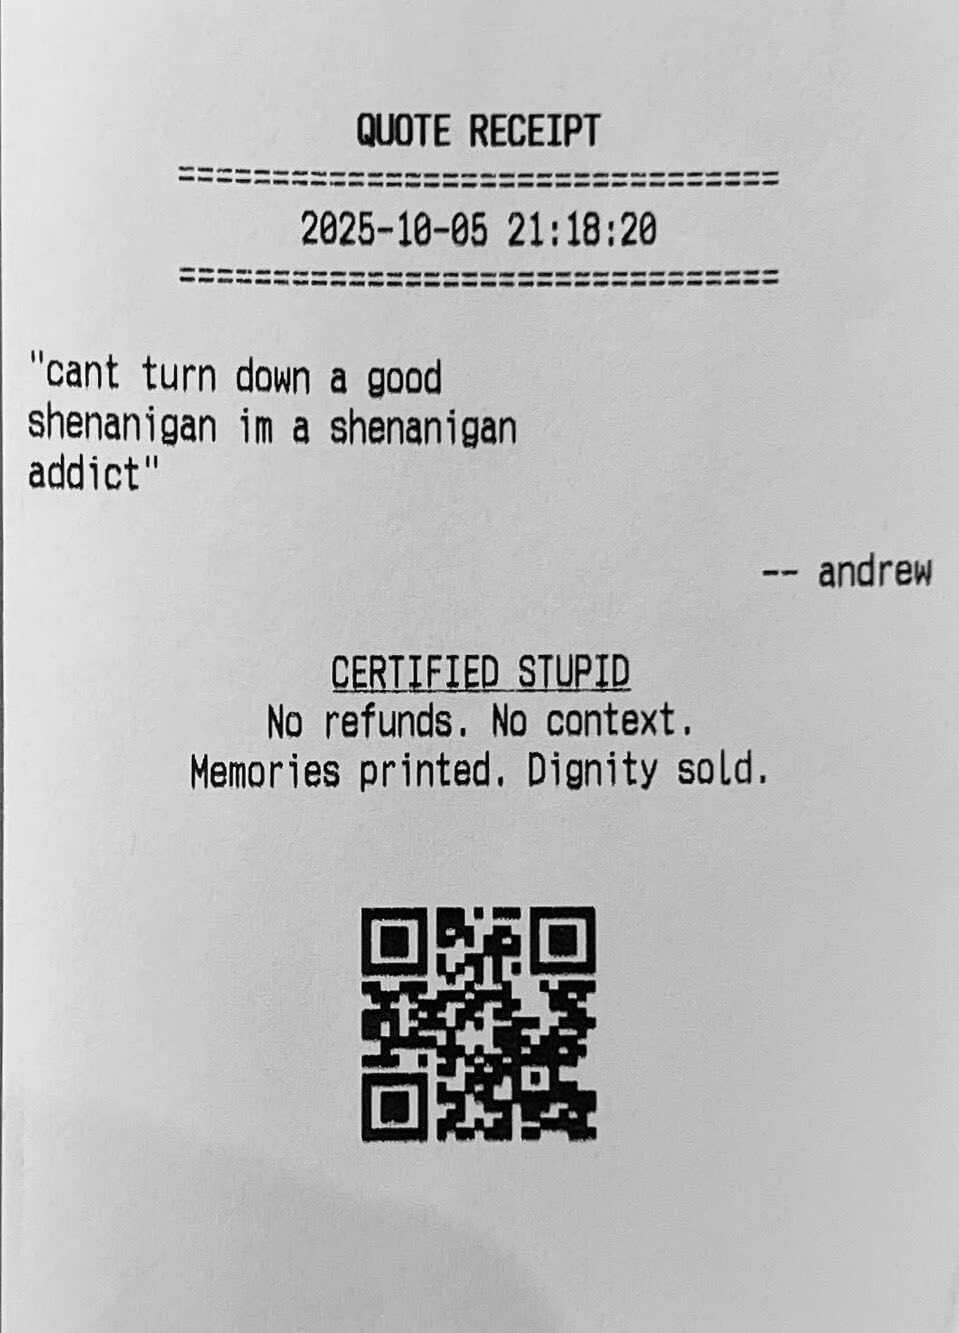 QUOTE RECEIPT
================================
2025-10-05 21:18:20
================================
"cant turn down a good
shenanigan im a shenanigan
addict"
-- andrew
CERTIFIED STUPID
No refunds. No context.
Memories printed. Dignity sold.